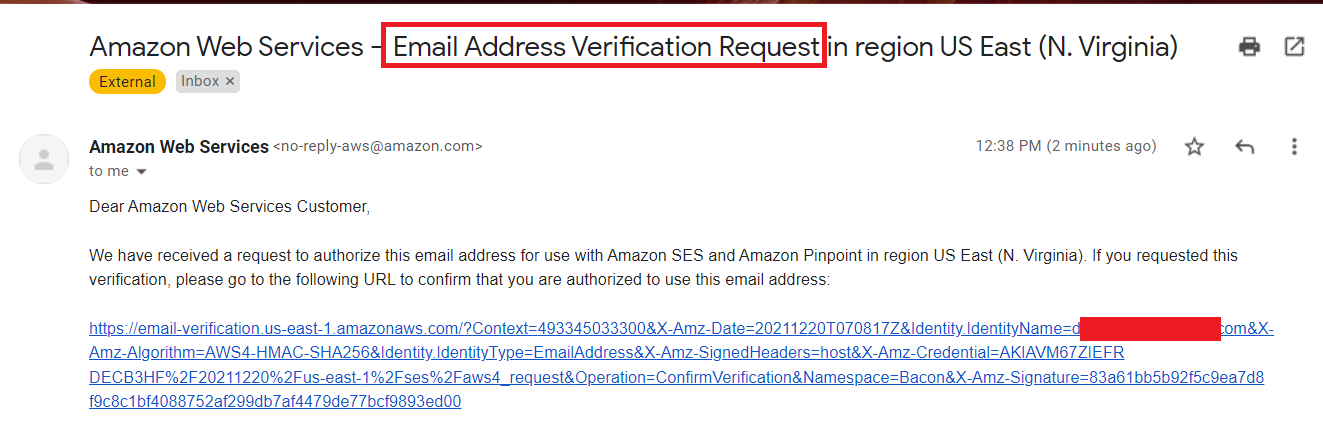 Amazon Web Services – Email Address Verification Request in region US East (N. Virginia)
External Inbox ×
Amazon Web Services <no-reply-aws@amazon.com> 12:38 PM (2 minutes ago)
to me
Dear Amazon Web Services Customer,
We have received a request to authorize this email address for use with Amazon SES and Amazon Pinpoint in region US East (N. Virginia). If you requested this
verification, please go to the following URL to confirm that you are authorized to use this email address:
https://email-verification.us-east-1.amazonaws.com/?Context=493345033300&X-Amz-Date=20211220T070817Z&Identity.IdentityName=d com&X-
Amz-Algorithm=AWS4-HMAC-SHA256&Identity.IdentityType=EmailAddress&X-Amz-SignedHeaders=host&X-Amz-Credential=AKIAVM67ZIEFR
DECB3HF%2F20211220%2Fus-east-1%2Fses%2Faws4_request&Operation=ConfirmVerification&Namespace=Bacon&X-Amz-Signature=83a61bb5b92f5c9ea7d8
f9c8c1bf4088752af299db7af4479de77bcf9893ed00